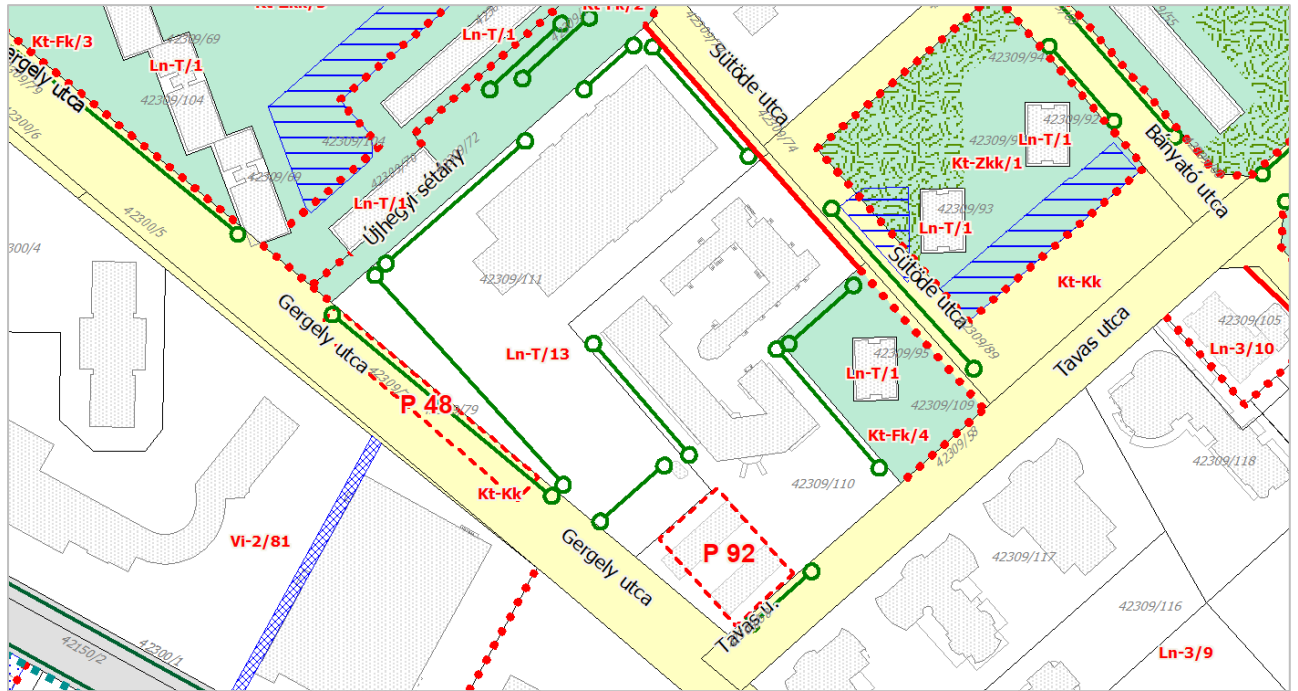 Kt-Fk/2
Kt-Fk/3
42309/69
Ln-T/1
Ln-T/1
42309/104
42309/104
Gergely utca
42300/6
42309/69
Ln-T/1
Újhegyi sétány
42309/72
42300/5
Sütöde utca
42309/74
42309/94
42309/92
Ln-T/1
Kt-Zkk/1
Bányató utca
42309/93
Ln-T/1
Sütöde utca
42309/89
Kt-Kk
Tavas utca
42309/105
Ln-3/10
42309/111
Gergely utca
Ln-T/13
42309/95
Ln-T/1
P 48
42309/109
Kt-Fk/4
42309/58
42309/118
Kt-Kk
42309/110
Vi-2/81
P 92
Gergely utca
42309/117
42309/116
Tavas u.
Ln-3/9
42150/2
42300/1